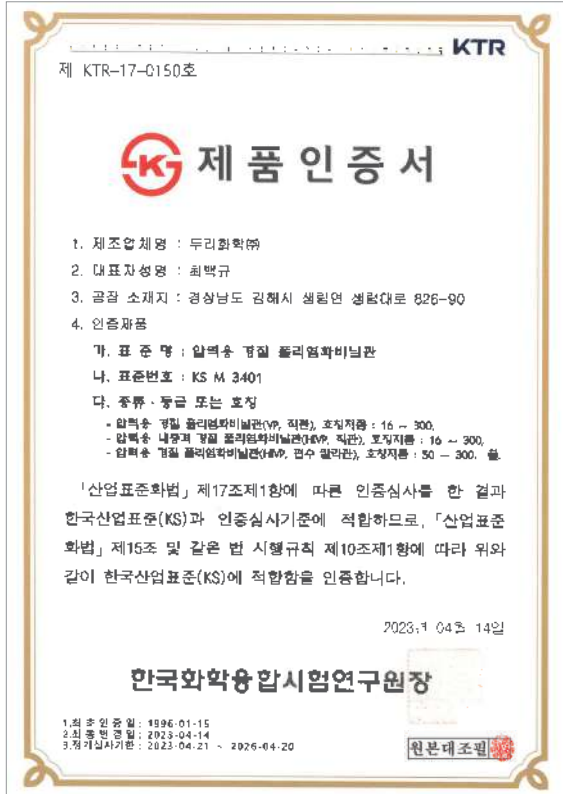 KTR
제 KTR-17-0150호
제품인증서
1. 제조업체명 : 두리화학㈜
2. 대표자성명 : 최백규
3. 공장 소재지 : 경상남도 김해시 생림면 생림대로 826-90
4. 인증제품
가. 표 준 명 : 압력용 경질 폴리염화비닐관
나. 표준번호 : KS M 3401
다. 종류·등급 또는 호칭
- 압력용 경질 폴리염화비닐관(VP, 직관), 호칭지름 : 16 ~ 300,
- 압력용 내충격 경질 폴리염화비닐관(HIVP, 직관), 호칭지름 : 16 ~ 300,
- 압력용 경질 폴리염화비닐관(HIVP, 편수 칼라관), 호칭지름 : 50 ~ 300. 끝.
「산업표준화법」제17조제1항에 따른 인증심사를 한 결과
한국산업표준(KS)과 인증심사기준에 적합하므로, 「산업표준
화법」제15조 및 같은 법 시행규칙 제10조제1항에 따라 위와
같이 한국산업표준(KS)에 적합함을 인증합니다.
2023년 04월 14일
한국화학융합시험연구원장
1.최초인증일 : 1996-01-15
2.최종변경일 : 2023-04-14
3.정기심사기한 : 2023-04-21 ~ 2026-04-20
원본대조필